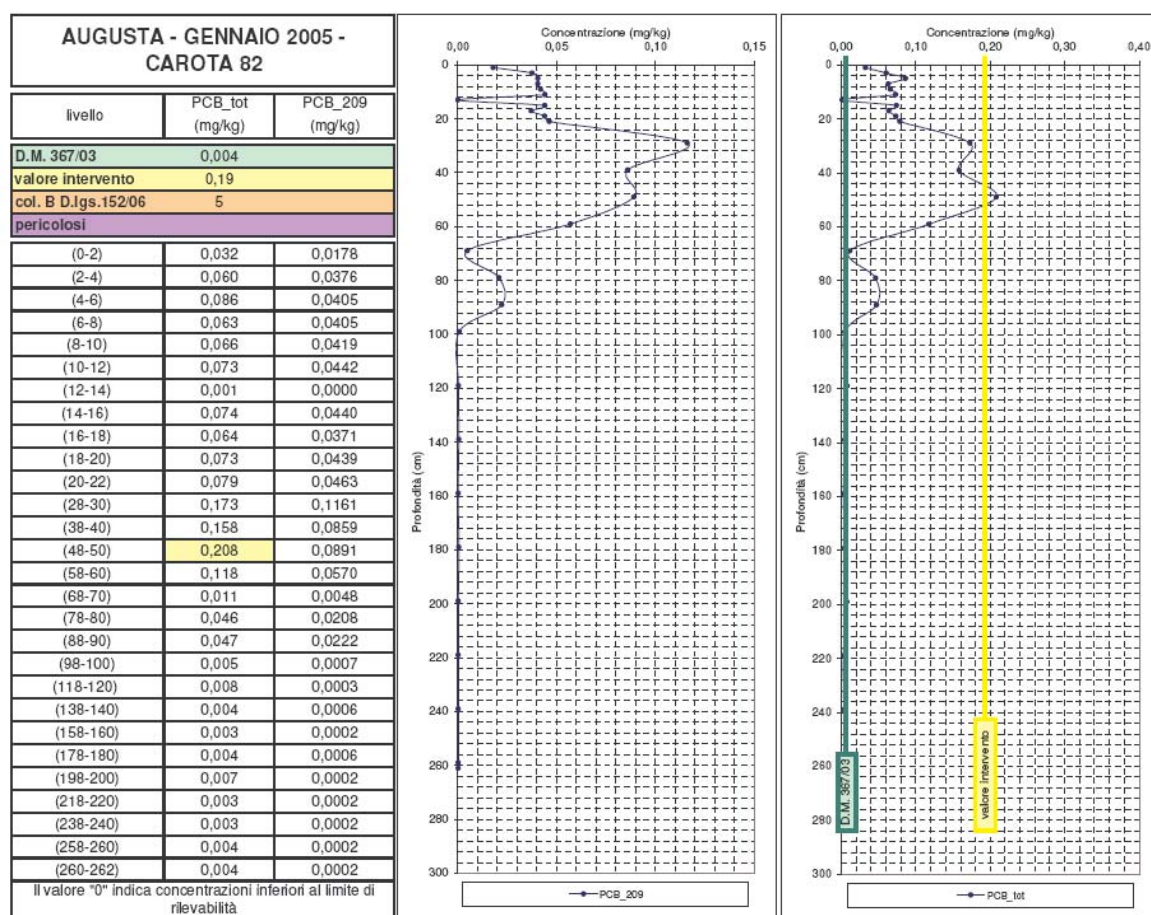 AUGUSTA - GENNAIO 2005 -
CAROTA 82
livello PCB_tot (mg/kg) PCB_209 (mg/kg)
D.M. 367/03 0,004
valore intervento 0,19
col. B D.lgs.152/06 5
pericolosi
(0-2) 0,032 0,0178
(2-4) 0,060 0,0376
(4-6) 0,086 0,0405
(6-8) 0,063 0,0405
(8-10) 0,066 0,0419
(10-12) 0,073 0,0442
(12-14) 0,001 0,0000
(14-16) 0,074 0,0440
(16-18) 0,064 0,0371
(18-20) 0,073 0,0439
(20-22) 0,079 0,0463
(28-30) 0,173 0,1161
(38-40) 0,158 0,0859
(48-50) 0,208 0,0891
(58-60) 0,118 0,0570
(68-70) 0,011 0,0048
(78-80) 0,046 0,0208
(88-90) 0,047 0,0222
(98-100) 0,005 0,0007
(118-120) 0,008 0,0003
(138-140) 0,004 0,0006
(158-160) 0,003 0,0002
(178-180) 0,004 0,0006
(198-200) 0,007 0,0002
(218-220) 0,003 0,0002
(238-240) 0,003 0,0002
(258-260) 0,004 0,0002
(260-262) 0,004 0,0002
Il valore "0" indica concentrazioni inferiori al limite di
rilevabilità
Concentrazione (mg/kg)
0,00 0,05 0,10 0,15
Profondità (cm)
0
20
40
60
80
100
120
140
160
180
200
220
240
260
280
300
PCB_209
Concentrazione (mg/kg)
0,00 0,10 0,20 0,30 0,40
Profondità (cm)
0
20
40
60
80
100
120
140
160
180
200
220
240
260
280
300
D.M. 367/03
valore intervento
PCB_tot